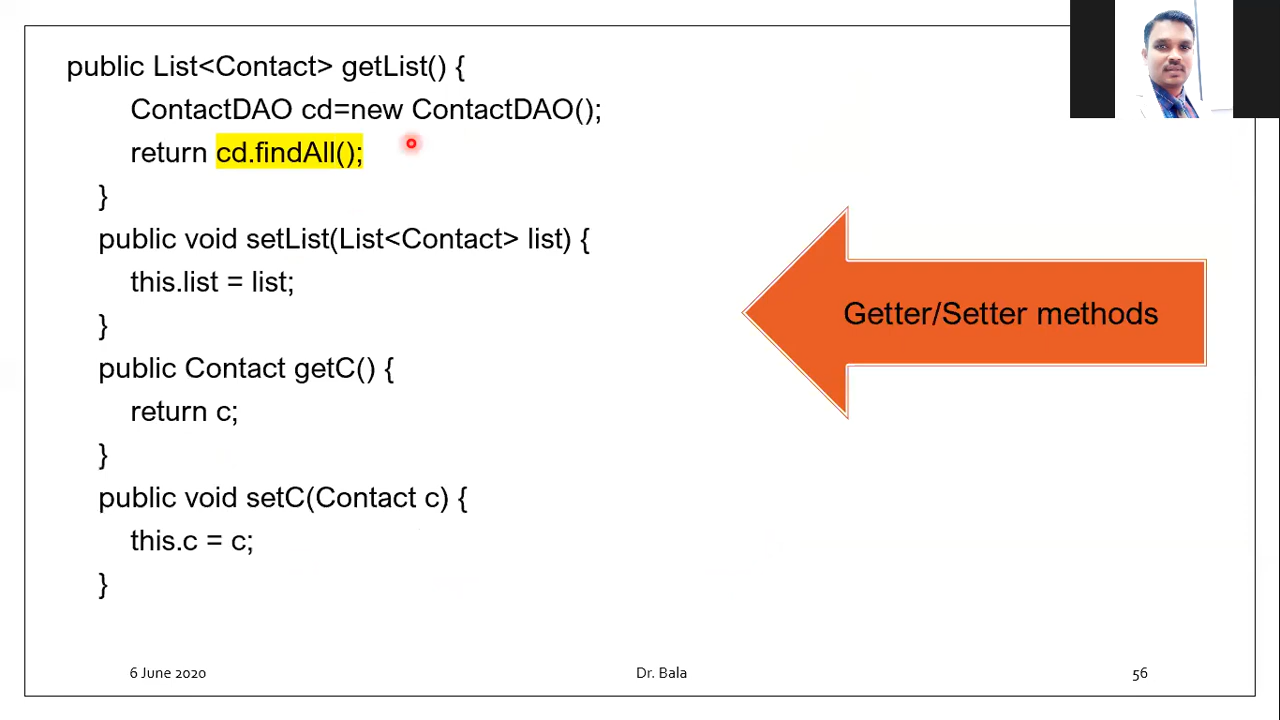 public List<Contact> getList() {
ContactDAO cd=new ContactDAO();
return cd.findAll();
}
public void setList(List<Contact> list) {
this.list = list;
}
public Contact getC() {
return c;
}
public void setC(Contact c) {
this.c = c;
}
Getter/Setter methods
6 June 2020
Dr. Bala
56